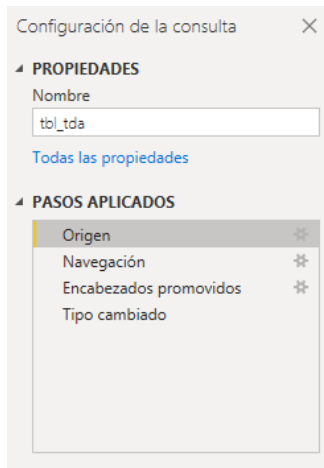 Configuración de la consulta
PROPIEDADES
Nombre
tbl_tda
Todas las propiedades
PASOS APLICADOS
Origen
Navegación
Encabezados promovidos
Tipo cambiado